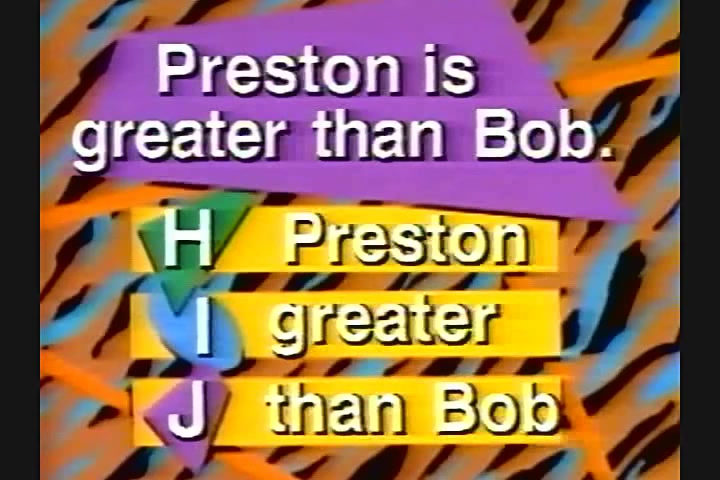 Preston is
greater than Bob.
H Preston
I greater
J than Bob